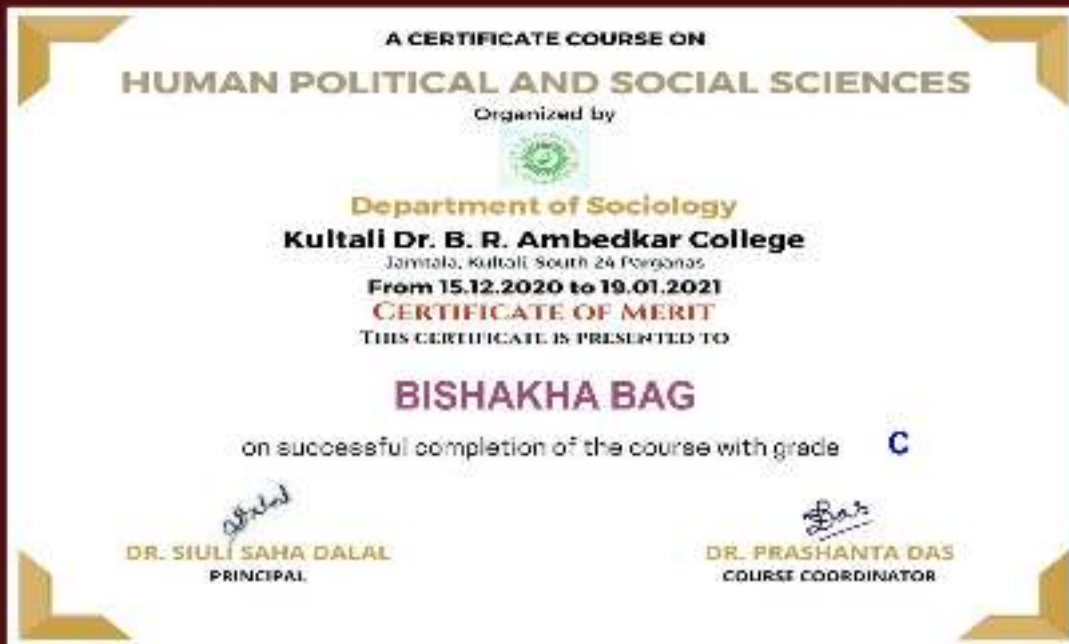 A CERTIFICATE COURSE ON
HUMAN POLITICAL AND SOCIAL SCIENCES
Organized by
Department of Sociology
Kultali Dr. B. R. Ambedkar College
Jamtala, Kultali, South 24 Parganas
From 15.12.2020 to 19.01.2021
CERTIFICATE OF MERIT
THIS CERTIFICATE IS PRESENTED TO
BISHAKHA BAG
on successful completion of the course with grade C
Das
DR. SIULI SAHA DALAL DR. PRASHANTA DAS
PRINCIPAL COURSE COORDINATOR